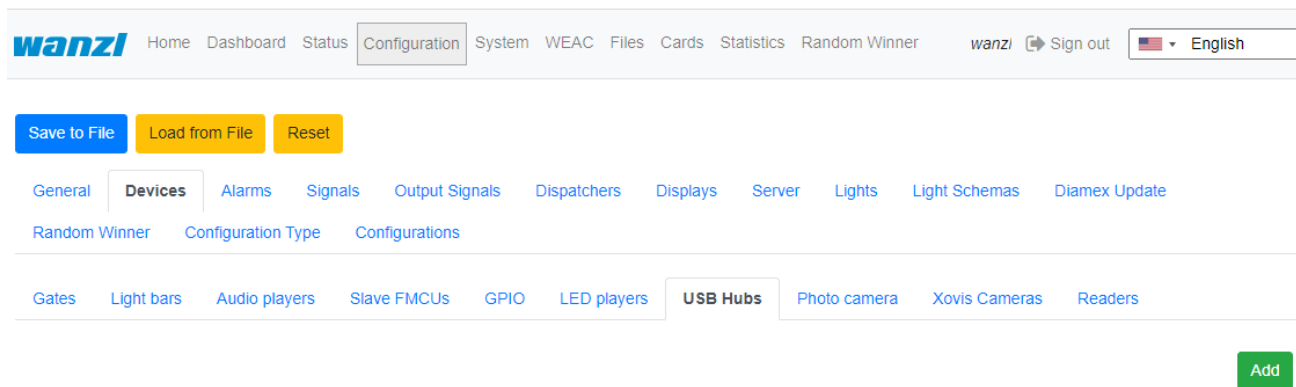 wanzl Home Dashboard Status Configuration System WEAC Files Cards Statistics Random Winner wanzl Sign out English
Save to File Load from File Reset
General Devices Alarms Signals Output Signals Dispatchers Displays Server Lights Light Schemas Diamex Update
Random Winner Configuration Type Configurations
Gates Light bars Audio players Slave FMCUs GPIO LED players USB Hubs Photo camera Xovis Cameras Readers
Add